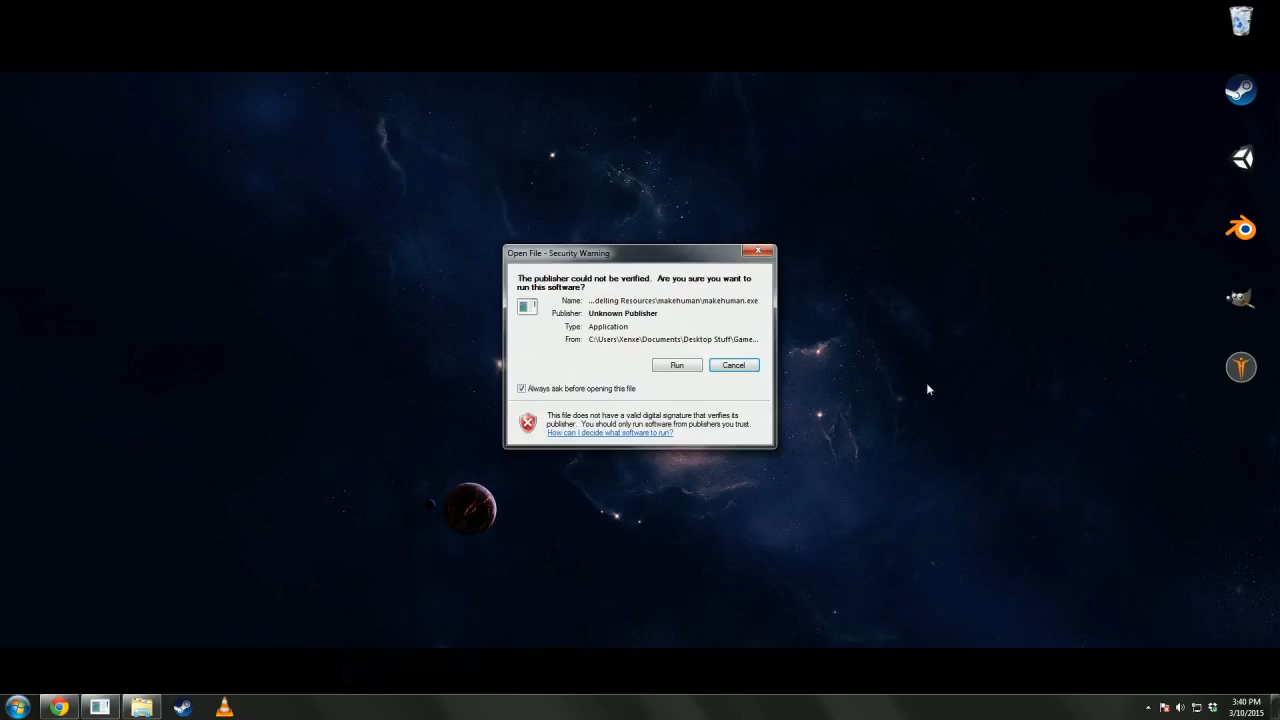 Open File - Security Warning
The publisher could not be verified. Are you sure you want to
run this software?
Name: ...delling Resources\makehuman\makehuman.exe
Publisher: Unknown Publisher
Type: Application
From: C:\Users\Xenxe\Documents\Desktop Stuff\Game...
Run Cancel
Always ask before opening this file
This file does not have a valid digital signature that verifies its
publisher. You should only run software from publishers you trust.
How can I decide what software to run?
3:40 PM
3/10/2015